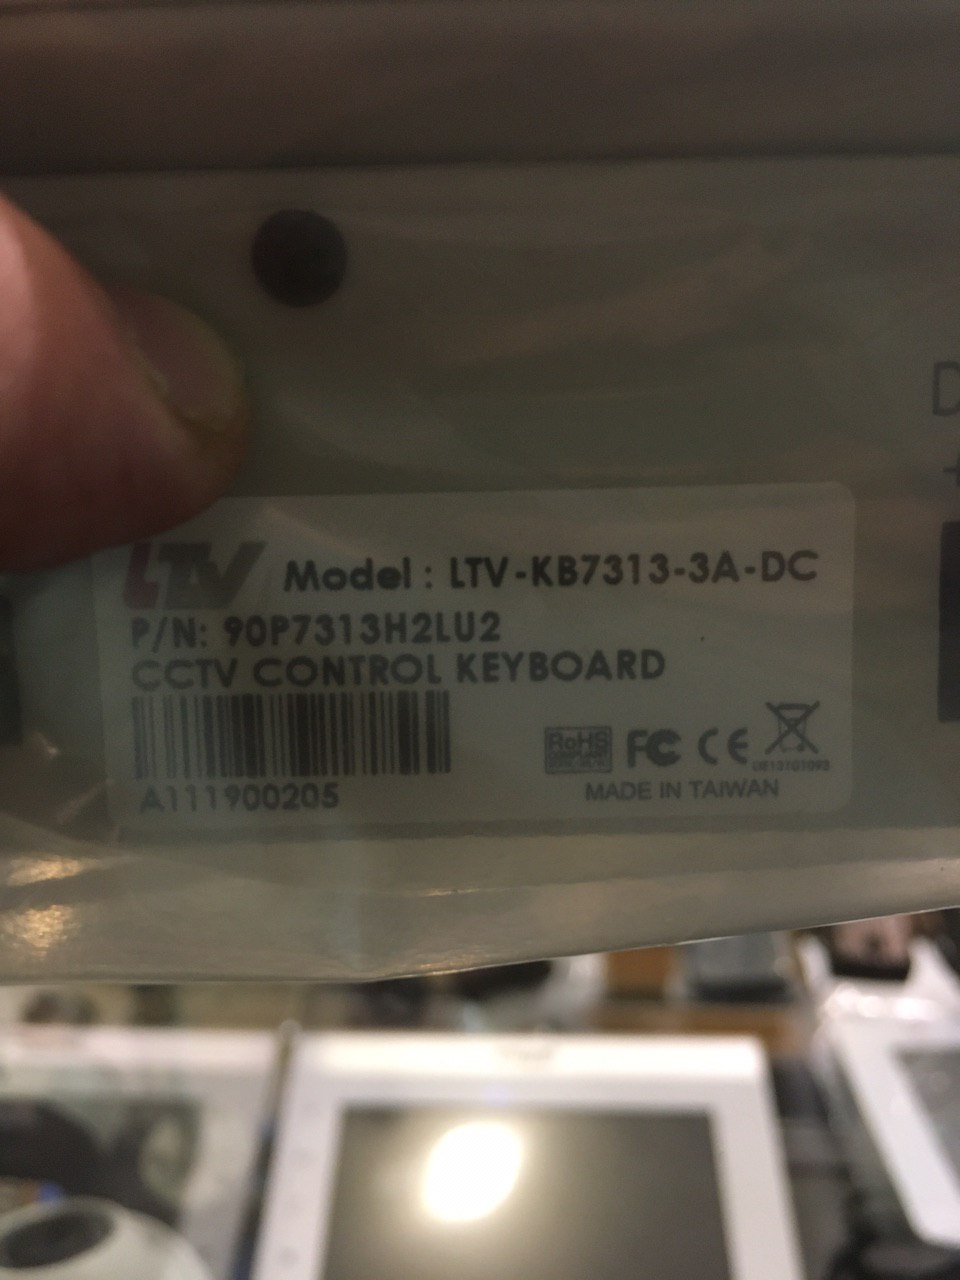 LTV Model : LTV-KB7313-3A-DC
P/N: 90P7313H2LU2
CCTV CONTROL KEYBOARD
RoHS FC CE
A111900205
MADE IN TAIWAN
D